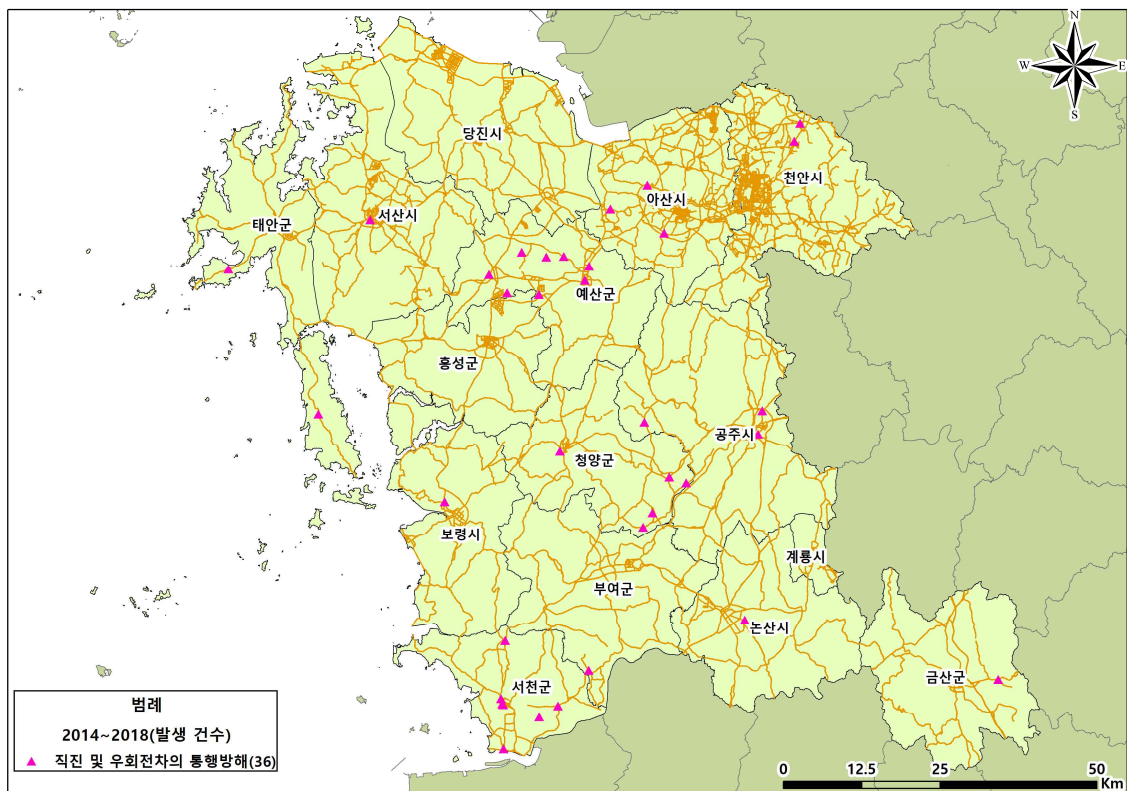 N
W
E
S
당진시
천안시
아산시
서산시
태안군
예산군
홍성군
공주시
청양군
보령시
계룡시
부여군
논산시
서천군
금산군
범례
2014~2018(발생 건수)
직진 및 우회전차의 통행방해(36)
0 12.5 25 50
Km